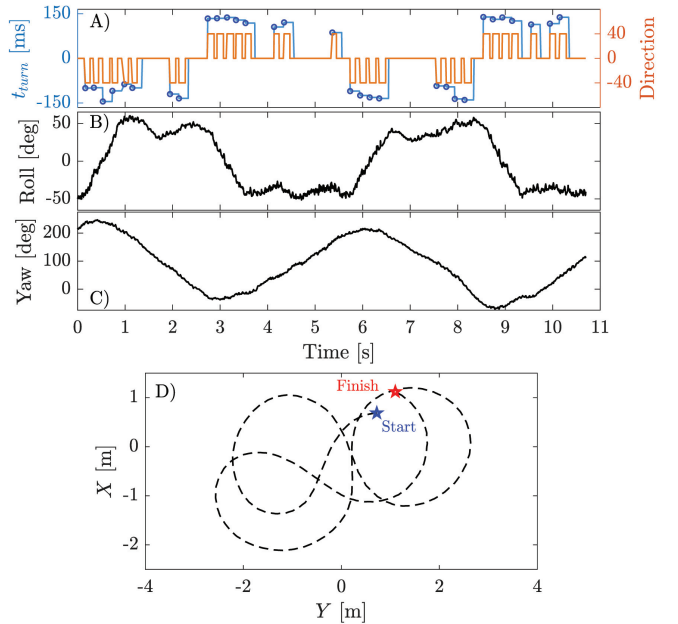 A)
150
0
-150
t_turn [ms]
40
0
-40
Direction
B)
50
0
-50
Roll [deg]
C)
200
100
0
Yaw [deg]
0 1 2 3 4 5 6 7 8 9 10 11
Time [s]
D)
Finish
Start
1
0
-1
-2
X [m]
-4 -2 0 2 4
Y [m]